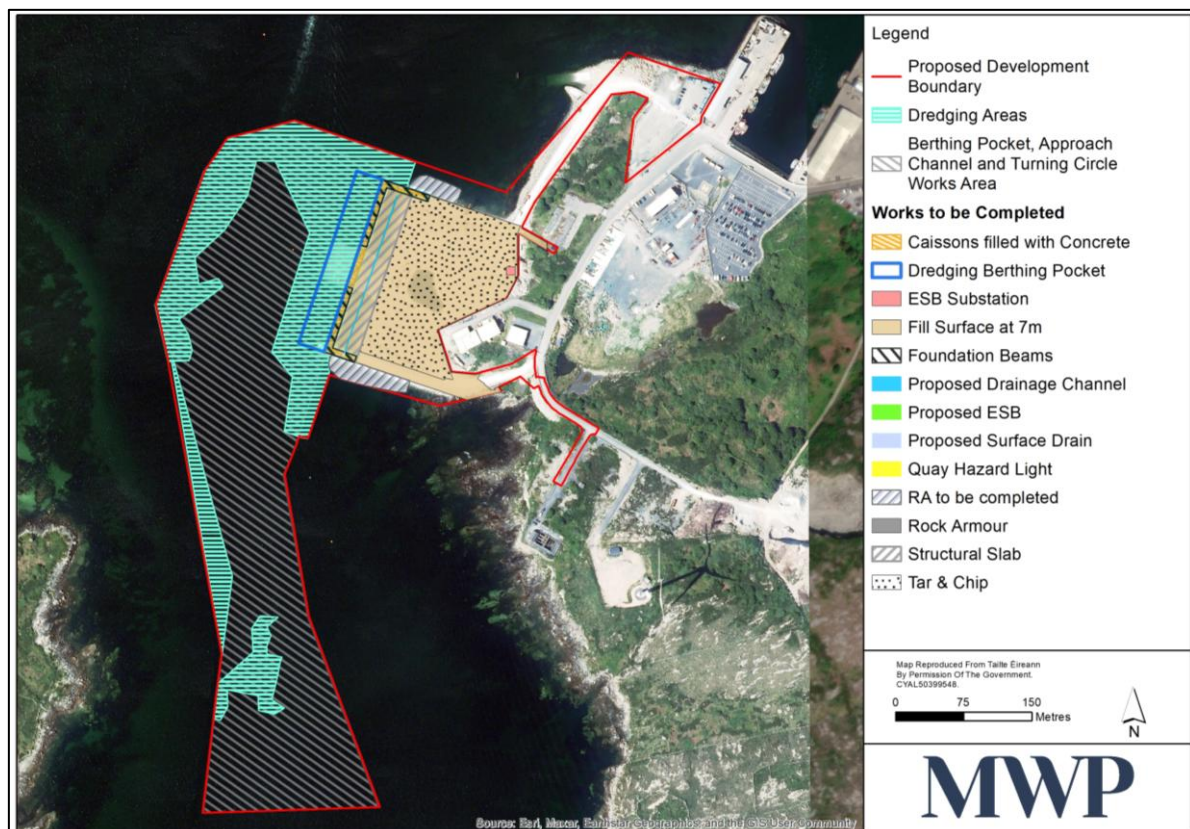 Legend
Proposed Development
Boundary
Dredging Areas
Berthing Pocket, Approach
Channel and Turning Circle
Works Area
Works to be Completed
Caissons filled with Concrete
Dredging Berthing Pocket
ESB Substation
Fill Surface at 7m
Foundation Beams
Proposed Drainage Channel
Proposed ESB
Proposed Surface Drain
Quay Hazard Light
RA to be completed
Rock Armour
Structural Slab
Tar & Chip
Map Reproduced From Tailte Éireann
By Permission Of The Government.
CYAL50399548.
0 75 150
Metres
N
MWP
Source: Esri, Maxar, Earthstar Geographics and the GIS User Community